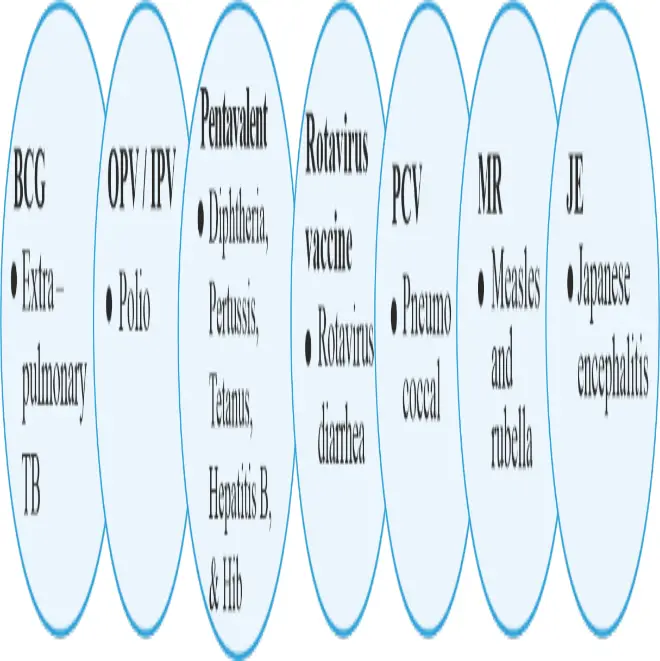 BCG
• Extra –
pulmonary
TB
OPV / IPV
• Polio
Pentavalent
• Diphtheria,
Pertussis,
Tetanus,
Hepatitis B,
& Hib
Rotavirus
vaccine
• Rotavirus
diarrhea
PCV
• Pneumo
coccal
MR
• Measles
and
rubella
JE
• Japanese
encephalitis